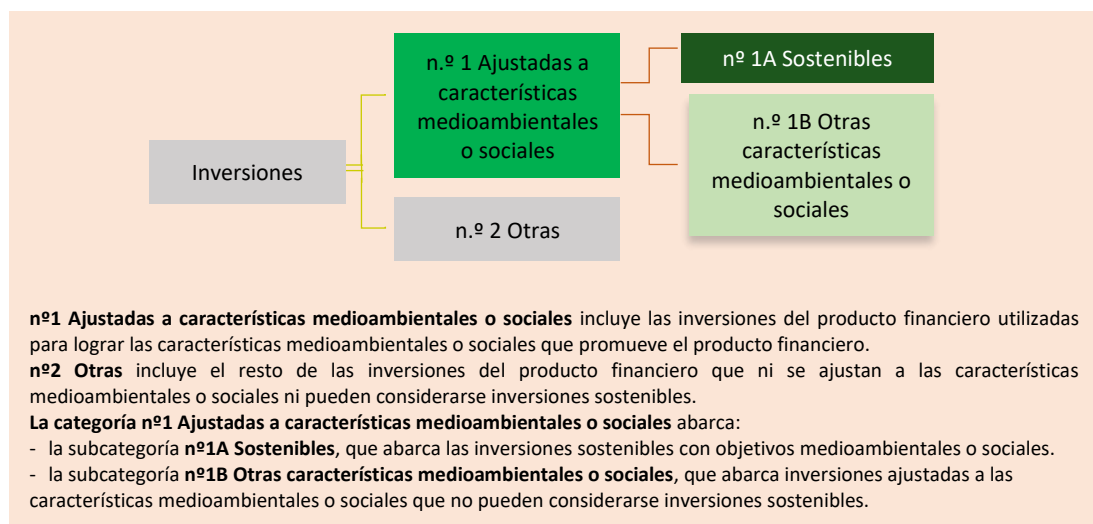 Inversiones
n.º 1 Ajustadas a
características
medioambientales
o sociales
n.º 2 Otras
nº 1A Sostenibles
n.º 1B Otras
características
medioambientales o
sociales
nº1 Ajustadas a características medioambientales o sociales incluye las inversiones del producto financiero utilizadas
para lograr las características medioambientales o sociales que promueve el producto financiero.
nº2 Otras incluye el resto de las inversiones del producto financiero que ni se ajustan a las características
medioambientales o sociales ni pueden considerarse inversiones sostenibles.
La categoría nº1 Ajustadas a características medioambientales o sociales abarca:
- la subcategoría nº1A Sostenibles, que abarca las inversiones sostenibles con objetivos medioambientales o sociales.
- la subcategoría nº1B Otras características medioambientales o sociales, que abarca inversiones ajustadas a las
características medioambientales o sociales que no pueden considerarse inversiones sostenibles.